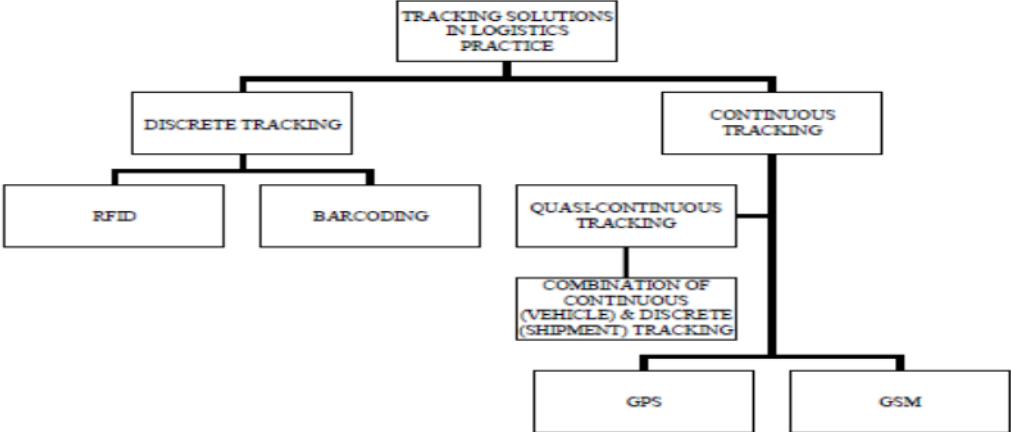 TRACKING SOLUTIONS
IN LOGISTICS
PRACTICE
DISCRETE TRACKING
CONTINUOUS
TRACKING
RFID
BARCODING
QUASI-CONTINUOUS
TRACKING
COMBINATION OF
CONTINUOUS
(VEHICLE) & DISCRETE
(SHIPMENT) TRACKING
GPS
GSM